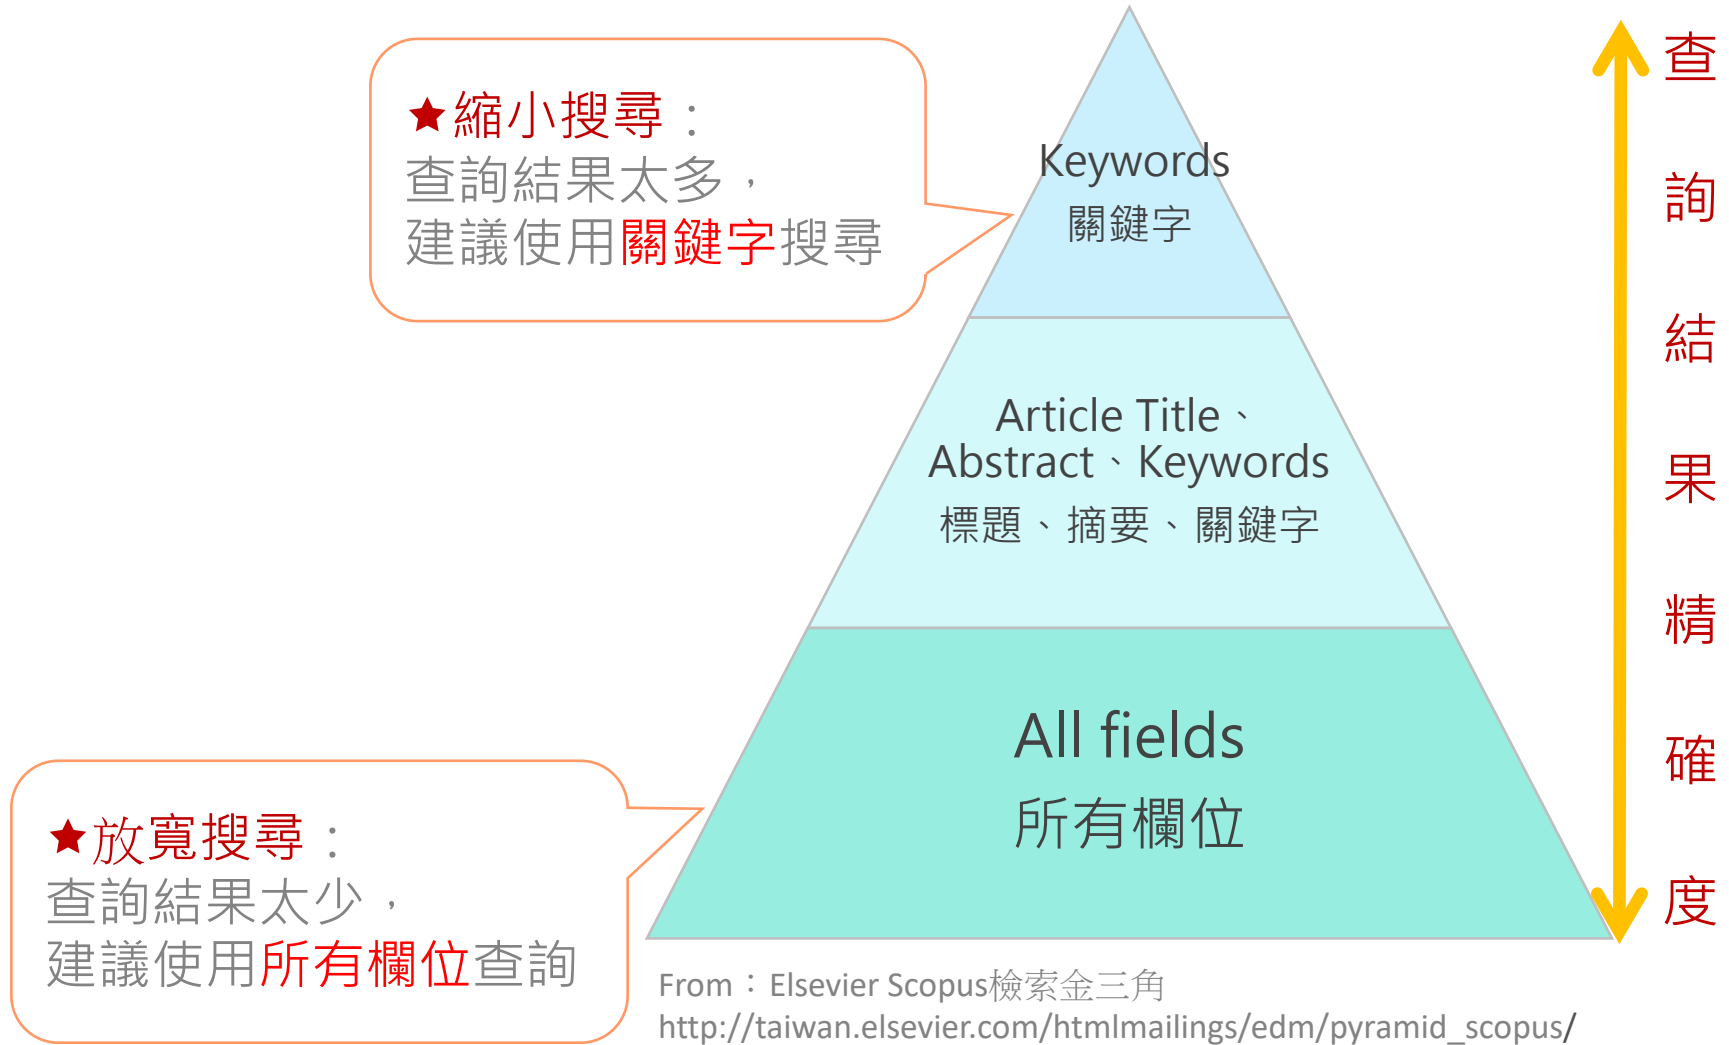 ★縮小搜尋：
查詢結果太多，
建議使用關鍵字搜尋
Keywords
關鍵字
Article Title、
Abstract、Keywords
標題、摘要、關鍵字
All fields
所有欄位
★放寬搜尋：
查詢結果太少，
建議使用所有欄位查詢
查
詢
結
果
精
確
度
From：Elsevier Scopus檢索金三角
http://taiwan.elsevier.com/htmlmailings/edm/pyramid_scopus/